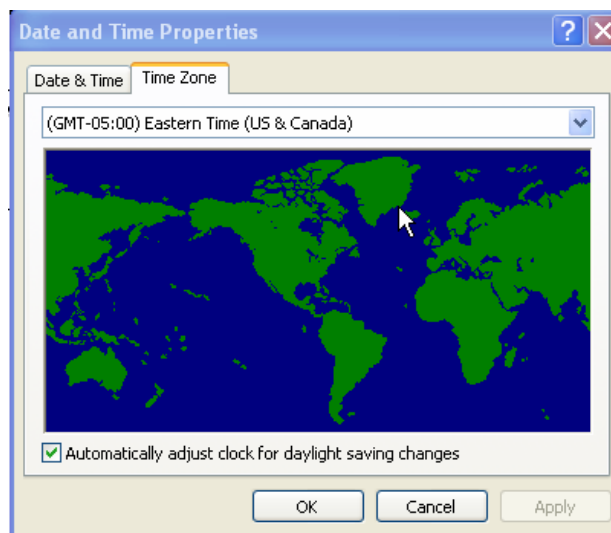 Date and Time Properties
Date & Time
Time Zone
(GMT-05:00) Eastern Time (US & Canada)
Automatically adjust clock for daylight saving changes
OK
Cancel
Apply